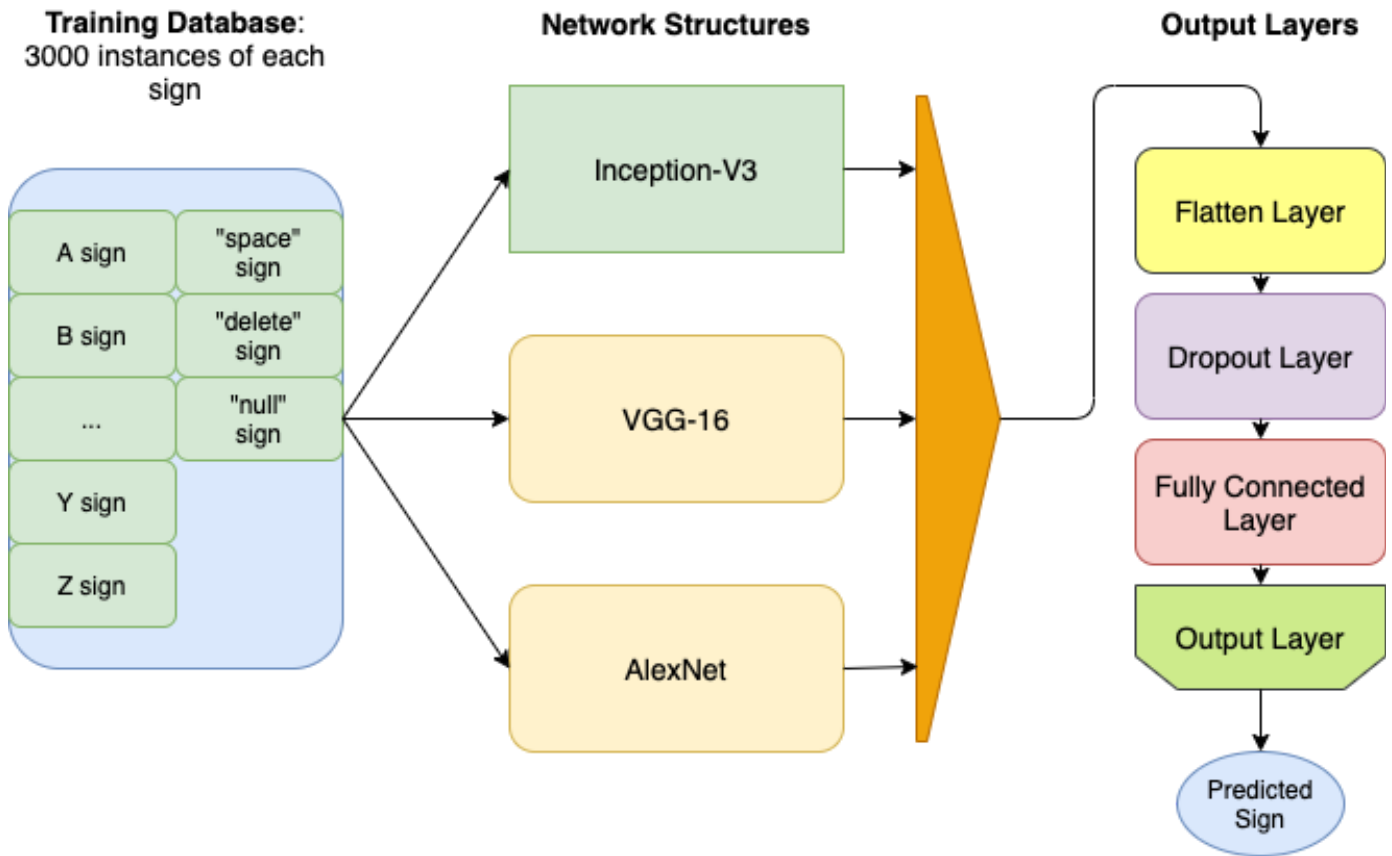 Training Database:
3000 instances of each
sign
Network Structures
Output Layers
A sign
"space"
sign
B sign
"delete"
sign
...
"null"
sign
Y sign
Z sign
Inception-V3
VGG-16
AlexNet
Flatten Layer
Dropout Layer
Fully Connected
Layer
Output Layer
Predicted
Sign